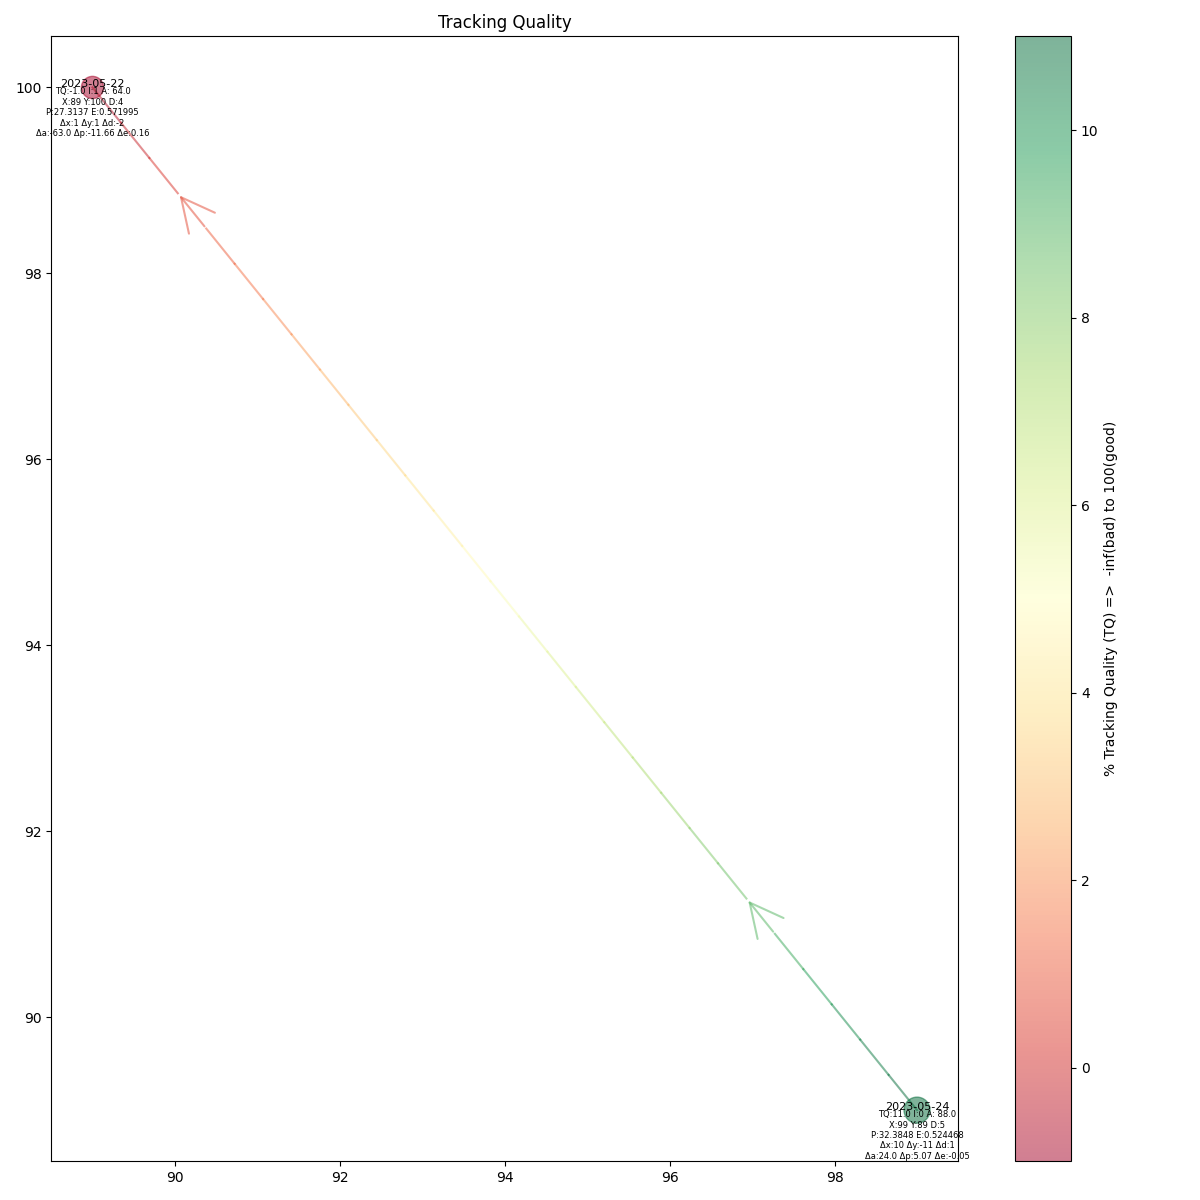 Tracking Quality
2023-05-22
TQ:-1.0 I:1 A: 64.0
X:89 Y:100 D:4
P:27.3137 E:0.571995
Δx:1 Δy:1 Δd:-2
Δa:-63.0 Δp:-11.66 Δe:0.16
2023-05-24
TQ:11.0 I:0 A: 88.0
X:99 Y:89 D:5
P:32.3848 E:0.524468
Δx:10 Δy:-11 Δd:1
Δa:24.0 Δp:5.07 Δe:-0.05
100
98
96
94
92
90
90
92
94
96
98
10
8
6
4
2
0
% Tracking Quality (TQ) =>  -inf(bad) to 100(good)